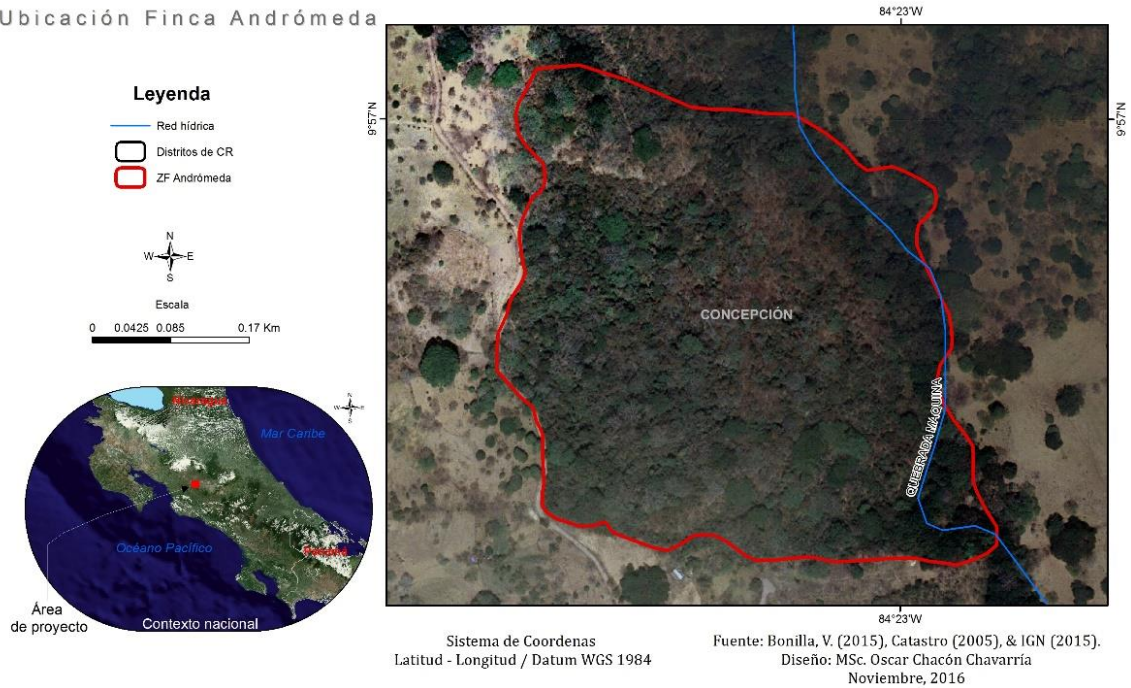 Ubicación Finca Andrómeda
Leyenda
Red hídrica
Distritos de CR
ZF Andrómeda
N
W E
S
Escala
0 0.0425 0.085 0.17 Km
Nicaragua
N
W E
S
Mar Caribe
Océano Pacífico
Panamá
Área
de proyecto
Contexto nacional
84°23'W
9°57'N
9°57'N
CONCEPCIÓN
QUEBRADA MÁQUINA
84°23'W
Sistema de Coordenas
Latitud - Longitud / Datum WGS 1984
Fuente: Bonilla, V. (2015), Catastro (2005), & IGN (2015).
Diseño: MSc. Oscar Chacón Chavarría
Noviembre, 2016